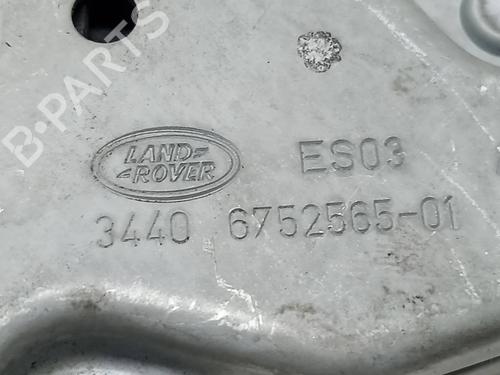 B-PARTS
LAND-
-ROVER
ES03
3440 6752565-01